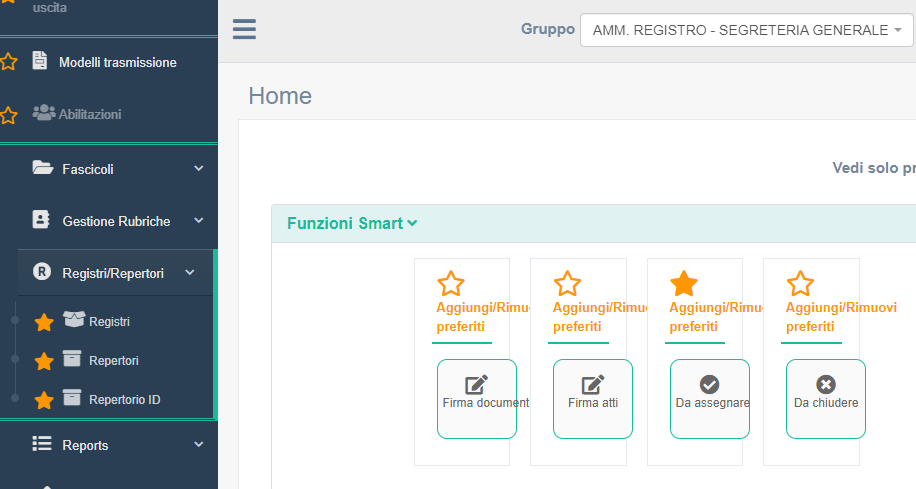 uscita
Modelli trasmissione
Abilitazioni
Fascicoli
Gestione Rubriche
R
Registri/Repertori
Registri
Repertori
Repertorio ID
Reports
Gruppo
AMM. REGISTRO - SEGRETERIA GENERALE
Home
Vedi solo pr
Funzioni Smart
Aggiungi/Rimu
preferiti
Firma document
Aggiungi/Rimu
preferiti
Firma atti
Aggiungi/Rimu
preferiti
Da assegnare
Aggiungi/Rimuovi
preferiti
Da chiudere